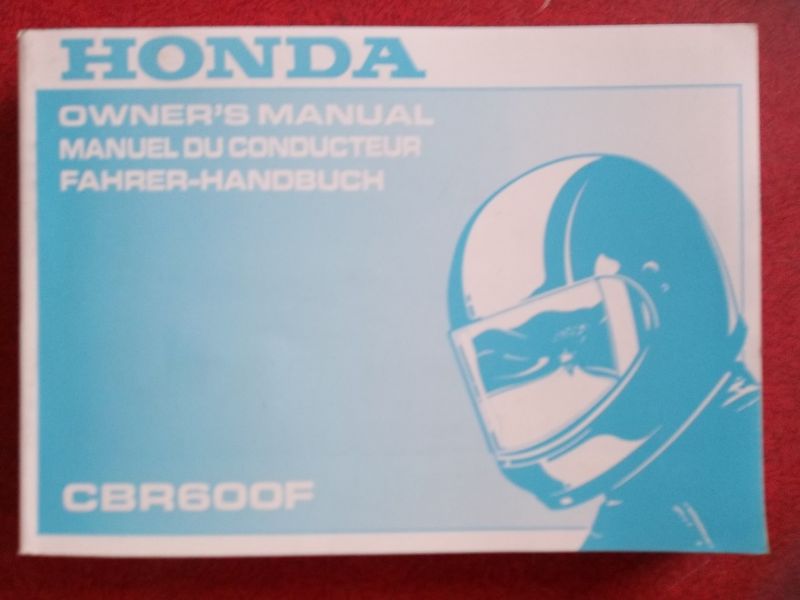 HONDA
OWNER'S MANUAL
MANUEL DU CONDUCTEUR
FAHRER-HANDBUCH
CBR600F